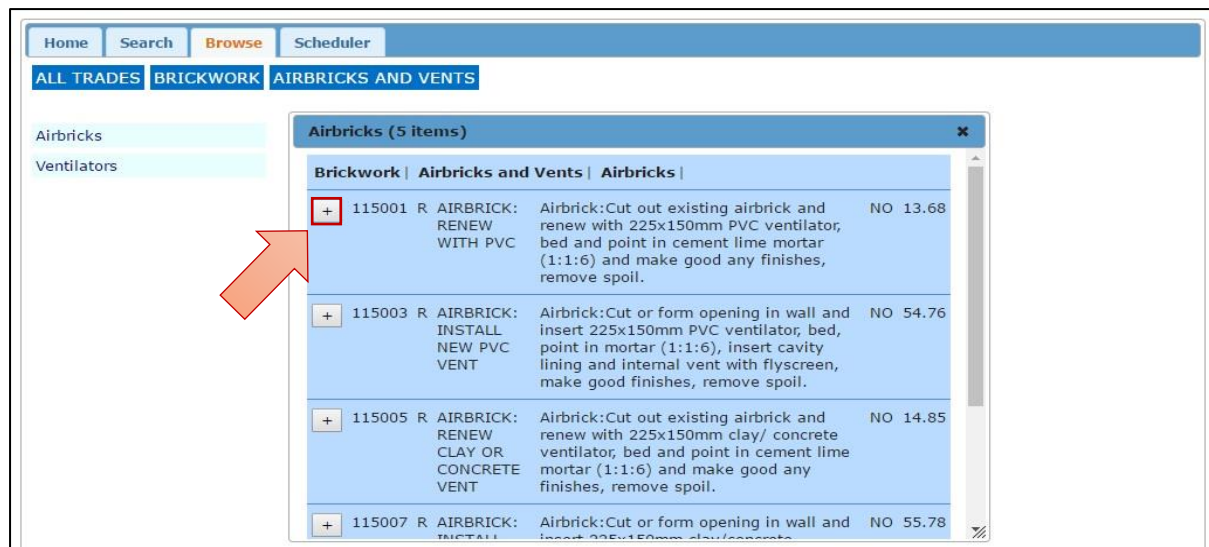 Home Search Browse Scheduler
ALL TRADES BRICKWORK AIRBRICKS AND VENTS
Airbricks
Ventilators
Airbricks (5 items) ✖
Brickwork | Airbricks and Vents | Airbricks |
+ 115001 R AIRBRICK: Airbrick:Cut out existing airbrick and NO 13.68
RENEW renew with 225x150mm PVC ventilator,
WITH PVC bed and point in cement lime mortar
(1:1:6) and make good any finishes,
remove spoil.
+ 115003 R AIRBRICK: Airbrick:Cut or form opening in wall and NO 54.76
INSTALL insert 225x150mm PVC ventilator, bed,
NEW PVC point in mortar (1:1:6), insert cavity
VENT lining and internal vent with flyscreen,
make good finishes, remove spoil.
+ 115005 R AIRBRICK: Airbrick:Cut out existing airbrick and NO 14.85
RENEW renew with 225x150mm clay/ concrete
CLAY OR ventilator, bed and point in cement lime
CONCRETE mortar (1:1:6) and make good any
VENT finishes, remove spoil.
+ 115007 R AIRBRICK: Airbrick:Cut or form opening in wall and NO 55.78
INSTALL insert 225x150mm clay/concrete